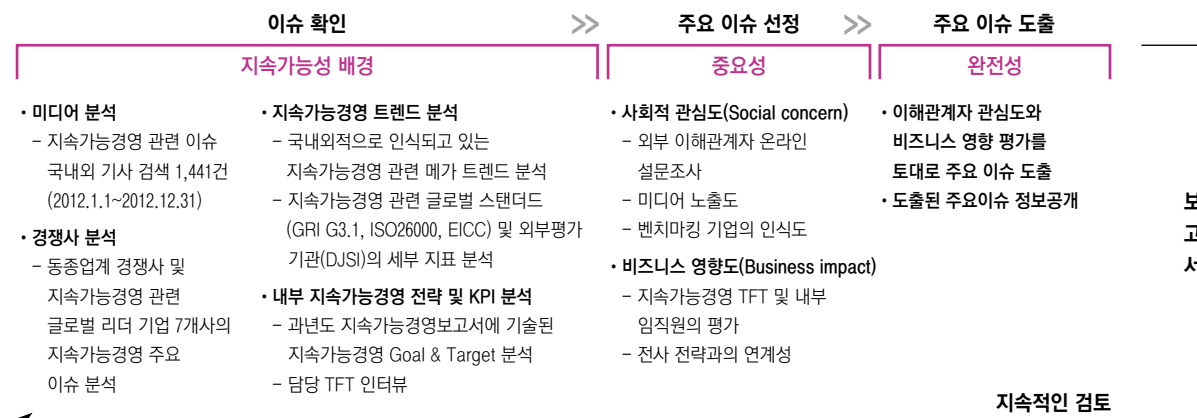 이슈 확인
주요 이슈 선정
주요 이슈 도출
지속가능성 배경
중요성
완전성
• 미디어 분석
– 지속가능경영 관련 이슈
국내외 기사 검색 1,441건
(2012.1.1~2012.12.31)
• 경쟁사 분석
– 동종업계 경쟁사 및
지속가능경영 관련
글로벌 리더 기업 7개사의
지속가능경영 주요
이슈 분석
• 지속가능경영 트렌드 분석
– 국내외적으로 인식되고 있는
지속가능경영 관련 메가 트렌드 분석
– 지속가능경영 관련 글로벌 스탠더드
(GRI G3.1, ISO26000, EICC) 및 외부평가
기관(DJSI)의 세부 지표 분석
• 내부 지속가능경영 전략 및 KPI 분석
– 과년도 지속가능경영보고서에 기술된
지속가능경영 Goal & Target 분석
– 담당 TFT 인터뷰
• 사회적 관심도(Social concern)
– 외부 이해관계자 온라인
설문조사
– 미디어 노출도
– 벤치마킹 기업의 인식도
• 비즈니스 영향도(Business impact)
– 지속가능경영 TFT 및 내부
임직원의 평가
– 전사 전략과의 연계성
• 이해관계자 관심도와
비즈니스 영향 평가를
토대로 주요 이슈 도출
• 도출된 주요이슈 정보공개
지속적인 검토